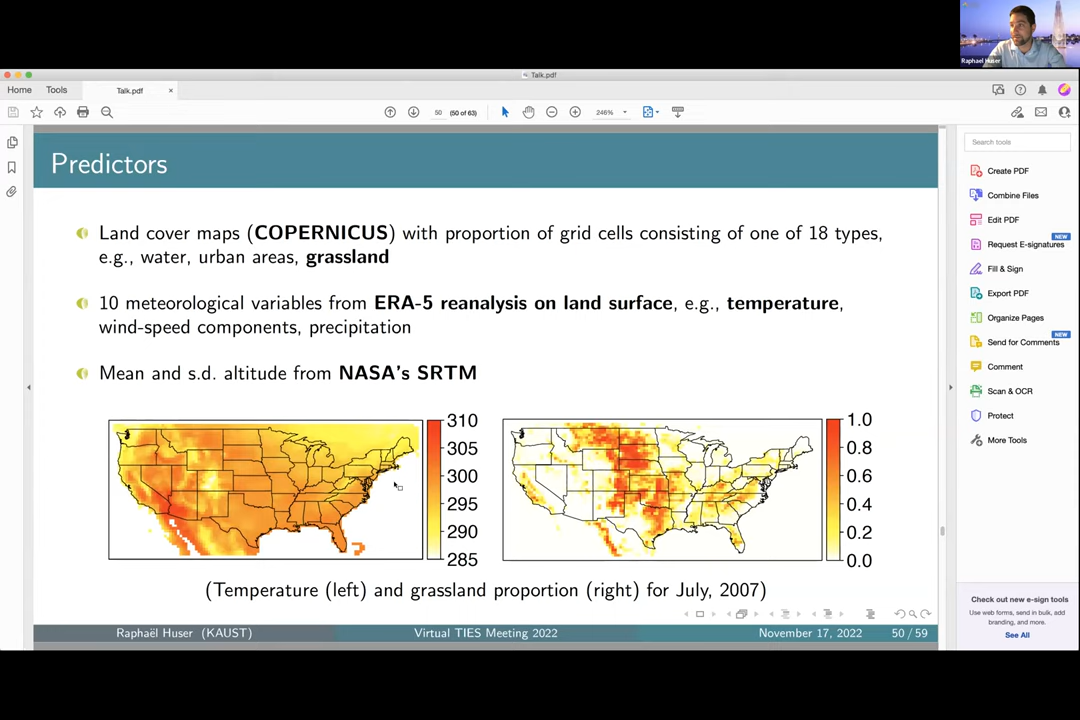 Raphael Huser
Talk.pdf
Home
Tools
Talk.pdf
×
50
(50 of 63)
246%
Search tools
Create PDF
Combine Files
Edit PDF
NEW
Request E-signatures
Fill & Sign
Export PDF
Organize Pages
NEW
Send for Comments
Comment
Scan & OCR
Protect
More Tools
Check out new e-sign tools
Use web forms, send in bulk, add
branding, and more.
See All
Predictors
Land cover maps (COPERNICUS) with proportion of grid cells consisting of one of 18 types,
e.g., water, urban areas, grassland
10 meteorological variables from ERA-5 reanalysis on land surface, e.g., temperature,
wind-speed components, precipitation
Mean and s.d. altitude from NASA's SRTM
310
305
300
295
290
285
1.0
0.8
0.6
0.4
0.2
0.0
(Temperature (left) and grassland proportion (right) for July, 2007)
Raphaël Huser (KAUST)
Virtual TIES Meeting 2022
November 17, 2022
50 / 59